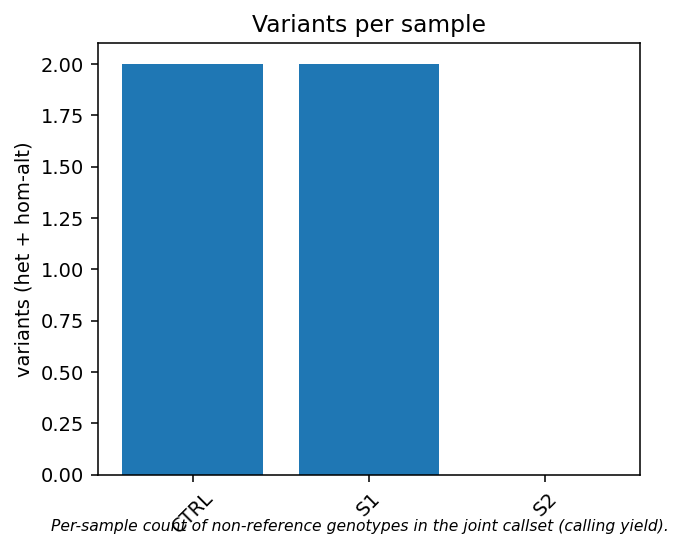 Variants per sample
variants (het + hom-alt)
2.00
1.75
1.50
1.25
1.00
0.75
0.50
0.25
0.00
CTRL
S1
S2
Per-sample count of non-reference genotypes in the joint callset (calling yield).